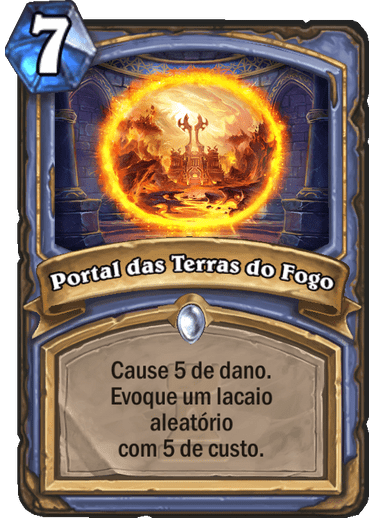 7
Portal das Terras do Fogo
Cause 5 de dano.
Evoque um lacaio
aleatório
com 5 de custo.